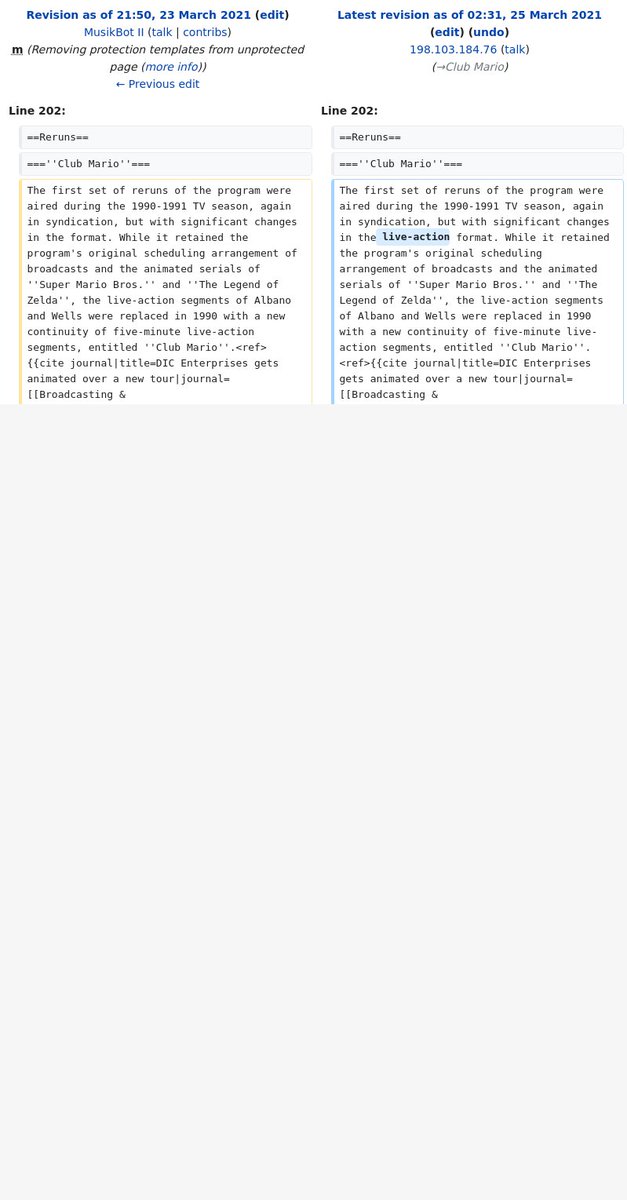 Revision as of 21:50, 23 March 2021 (edit)
MusikBot II (talk | contribs)
m (Removing protection templates from unprotected
page (more info))
← Previous edit
Latest revision as of 02:31, 25 March 2021
(edit) (undo)
198.103.184.76 (talk)
(→Club Mario)
Line 202:
Line 202:
==Reruns==
==Reruns==
===''Club Mario''===
===''Club Mario''===
The first set of reruns of the program were
aired during the 1990-1991 TV season, again
in syndication, but with significant changes
in the format. While it retained the
program's original scheduling arrangement of
broadcasts and the animated serials of
''Super Mario Bros.'' and ''The Legend of
Zelda'', the live-action segments of Albano
and Wells were replaced in 1990 with a new
continuity of five-minute live-action
segments, entitled ''Club Mario''.<ref>
{{cite journal|title=DIC Enterprises gets
animated over a new tour|journal=
[[Broadcasting &
The first set of reruns of the program were
aired during the 1990-1991 TV season, again
in syndication, but with significant changes
in the live-action format. While it retained
the program's original scheduling
arrangement of broadcasts and the animated
serials of ''Super Mario Bros.'' and ''The
Legend of Zelda'', the live-action segments
of Albano and Wells were replaced in 1990
with a new continuity of five-minute live-
action segments, entitled ''Club Mario''.
<ref>{{cite journal|title=DIC Enterprises
gets animated over a new tour|journal=
[[Broadcasting &